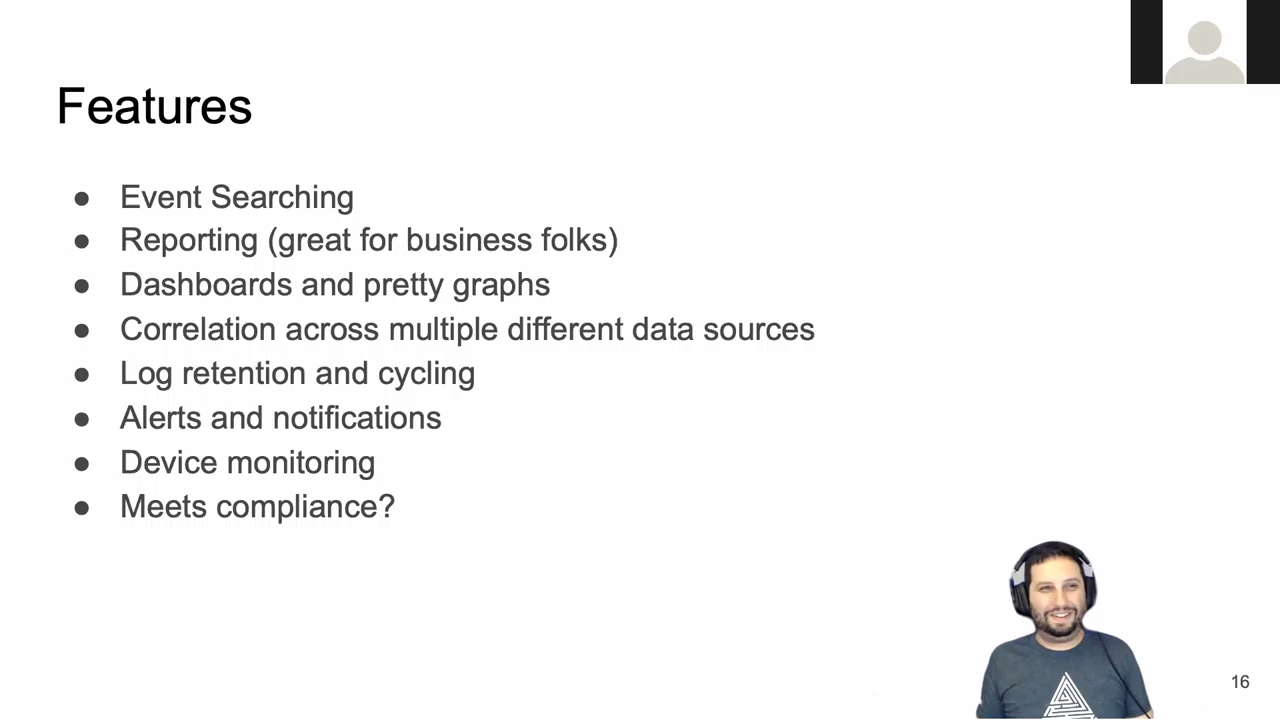 Features
● Event Searching
● Reporting (great for business folks)
● Dashboards and pretty graphs
● Correlation across multiple different data sources
● Log retention and cycling
● Alerts and notifications
● Device monitoring
● Meets compliance?
16